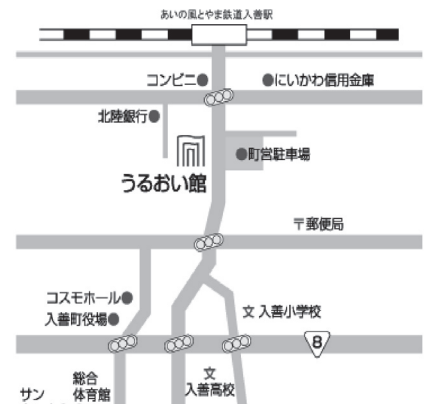 あいの風とやま鉄道入善駅
コンビニ●
●にいかわ信用金庫
北陸銀行●
●町営駐車場
うるおい館
〒郵便局
コスモホール●
入善町役場●
文 入善小学校
8
文
入善高校
総合
体育館
サン